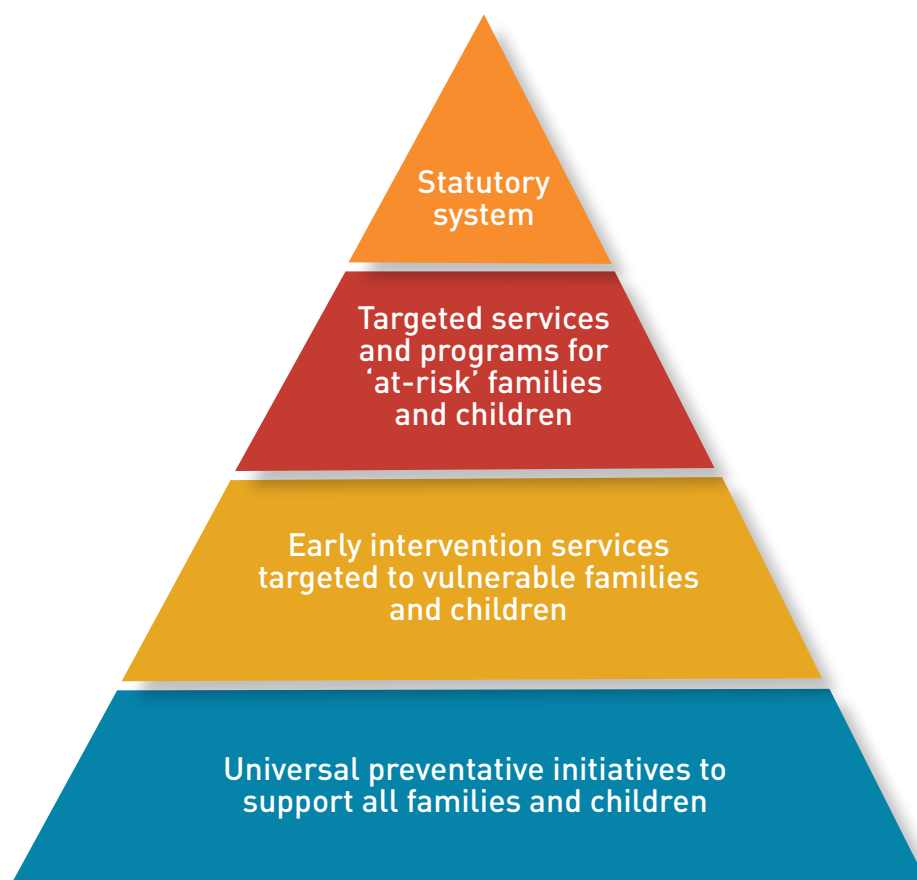 Statutory
system
Targeted services
and programs for
‘at-risk’ families
and children
Early intervention services
targeted to vulnerable families
and children
Universal preventative initiatives to
support all families and children